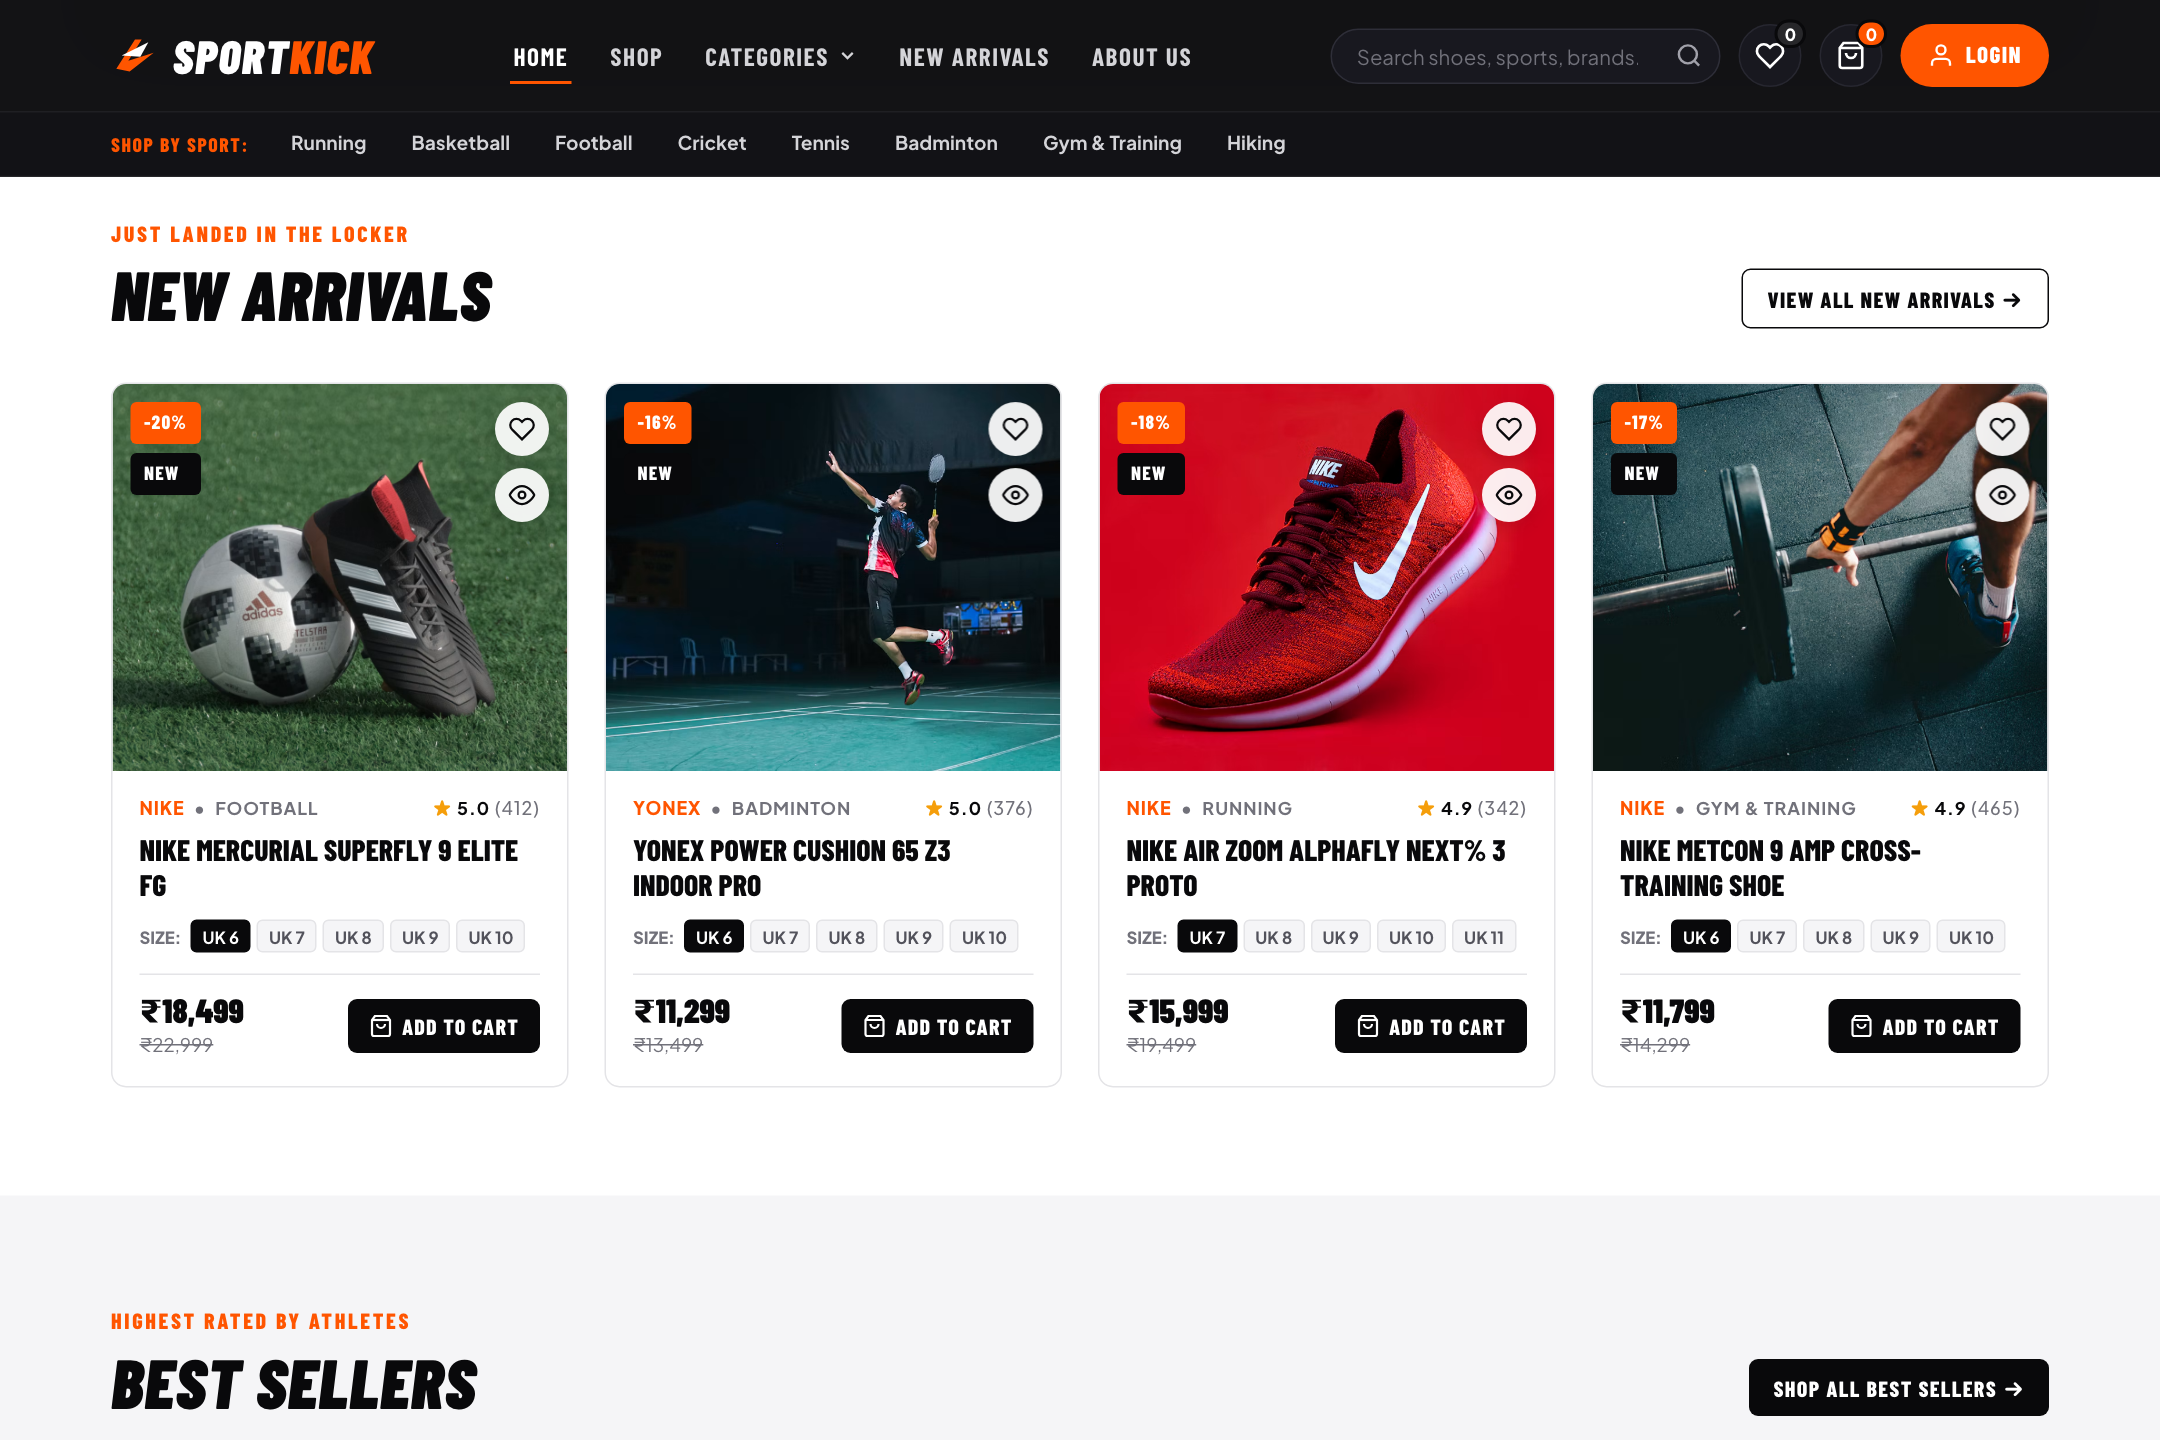 SPORTKICK
HOME SHOP CATEGORIES NEW ARRIVALS ABOUT US
Search shoes, sports, brands.
0
0
LOGIN
SHOP BY SPORT: Running Basketball Football Cricket Tennis Badminton Gym & Training Hiking
JUST LANDED IN THE LOCKER
NEW ARRIVALS
VIEW ALL NEW ARRIVALS →
-20%
NEW
adidas
TELSTAR
NIKE • FOOTBALL ★ 5.0 (412)
NIKE MERCURIAL SUPERFLY 9 ELITE
FG
SIZE: UK 6 UK 7 UK 8 UK 9 UK 10
₹18,499
₹22,999
ADD TO CART
-16%
NEW
YONEX • BADMINTON ★ 5.0 (376)
YONEX POWER CUSHION 65 Z3
INDOOR PRO
SIZE: UK 6 UK 7 UK 8 UK 9 UK 10
₹11,299
₹13,499
ADD TO CART
-18%
NEW
NIKE
NIKE FREE
NIKE • RUNNING ★ 4.9 (342)
NIKE AIR ZOOM ALPHAFLY NEXT% 3
PROTO
SIZE: UK 7 UK 8 UK 9 UK 10 UK 11
₹15,999
₹19,499
ADD TO CART
-17%
NEW
NIKE • GYM & TRAINING ★ 4.9 (465)
NIKE METCON 9 AMP CROSS-
TRAINING SHOE
SIZE: UK 6 UK 7 UK 8 UK 9 UK 10
₹11,799
₹14,299
ADD TO CART
HIGHEST RATED BY ATHLETES
BEST SELLERS
SHOP ALL BEST SELLERS →